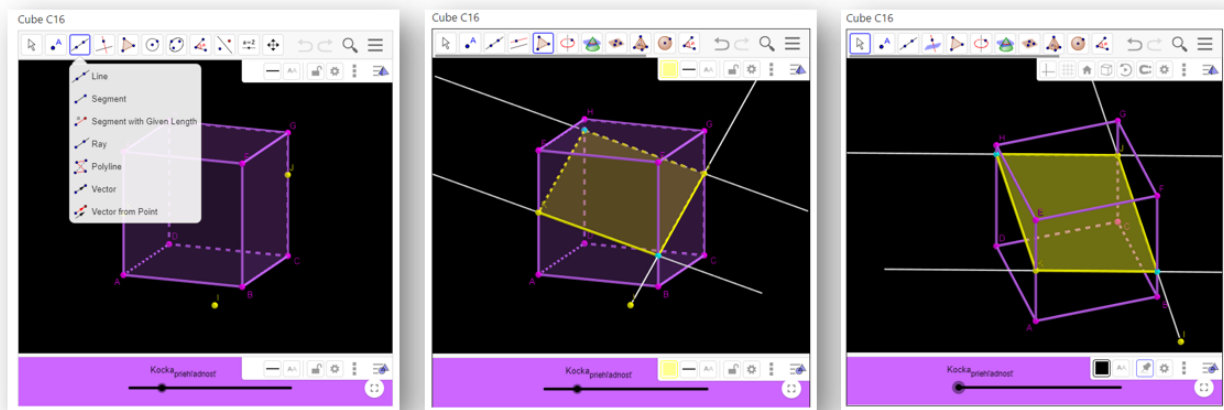 Cube C16
Line
Segment
Segment with Given Length
Ray
Polyline
Vector
Vector from Point
G
J
D
C
A
B
I
Kocka priehľadnosť
Cube C16
a=2
H
G
A
B
C
Kocka priehľadnosť
Cube C16
G
H
J
F
E
D
C
B
A
I
Kocka priehľadnosť